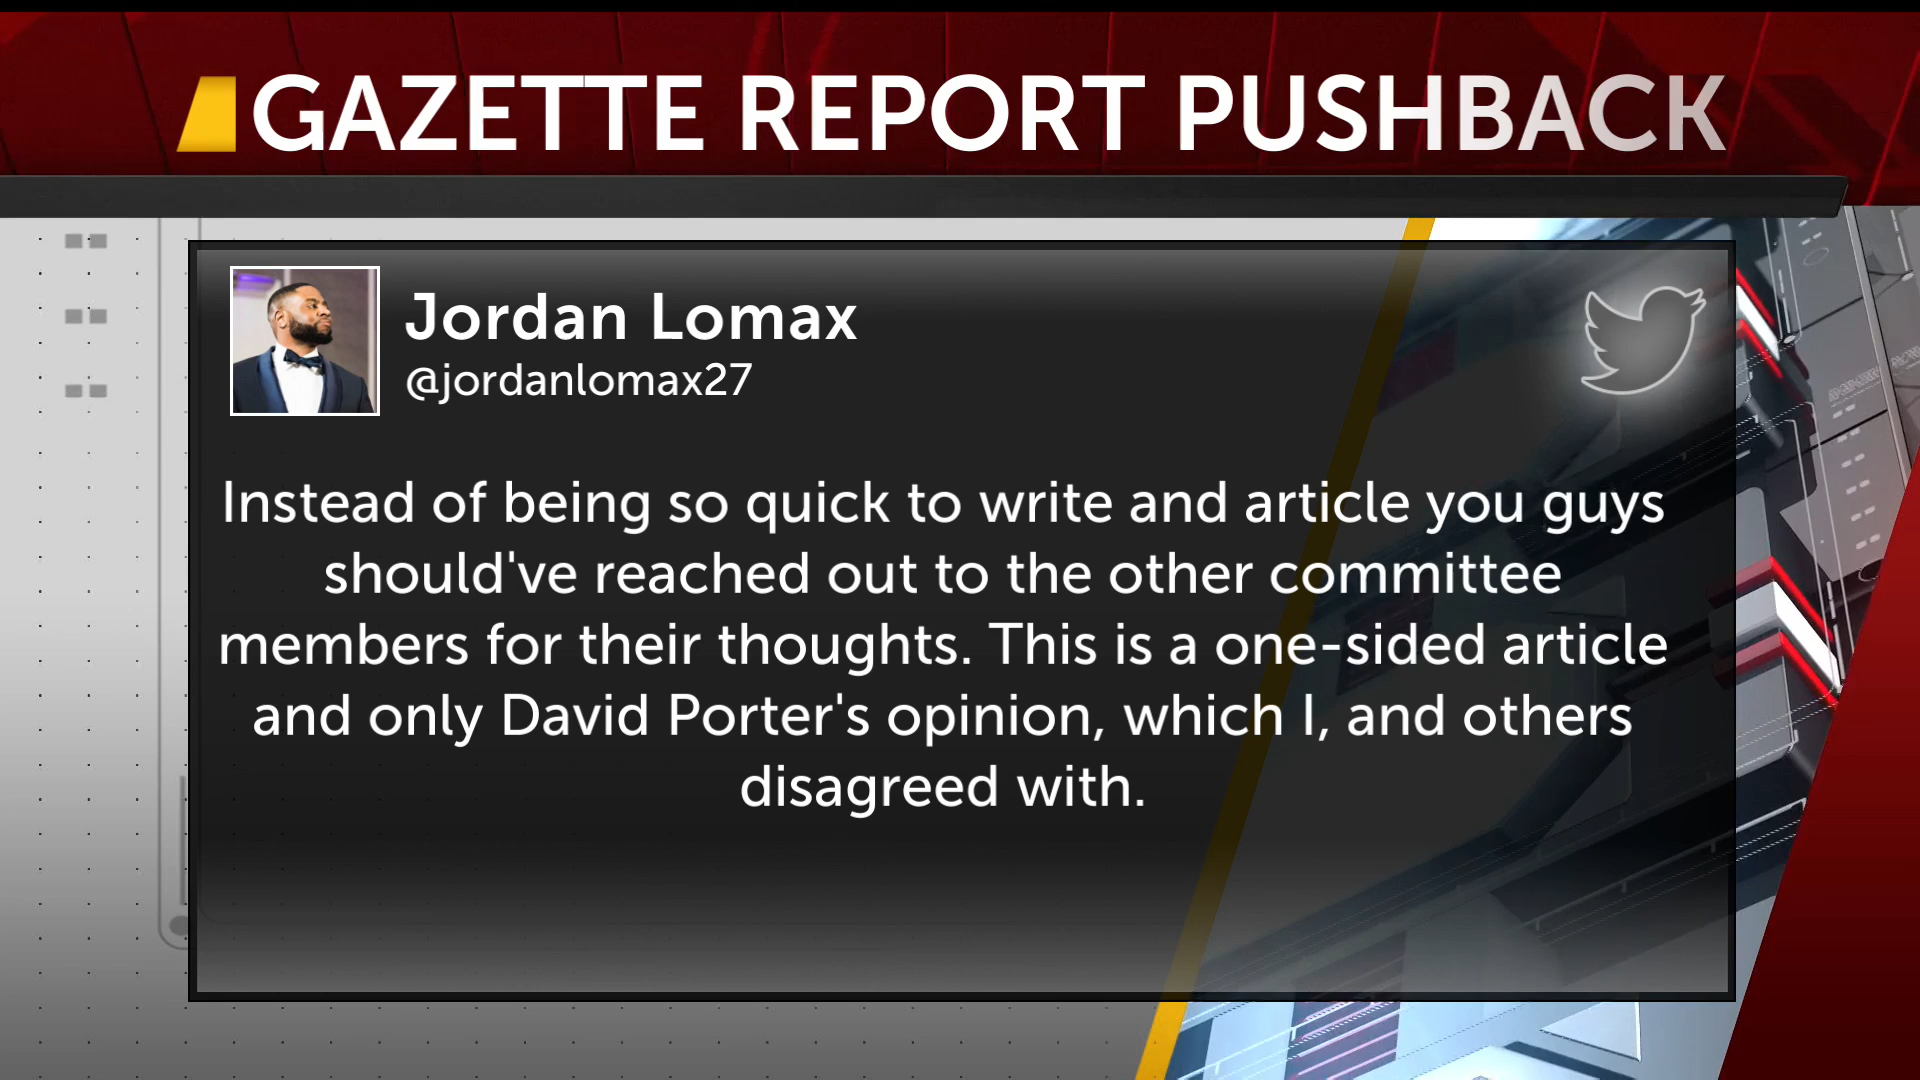 GAZETTE REPORT PUSHBACK
Jordan Lomax
@jordanlomax27
Instead of being so quick to write and article you guys
should've reached out to the other committee
members for their thoughts. This is a one-sided article
and only David Porter's opinion, which I, and others
disagreed with.